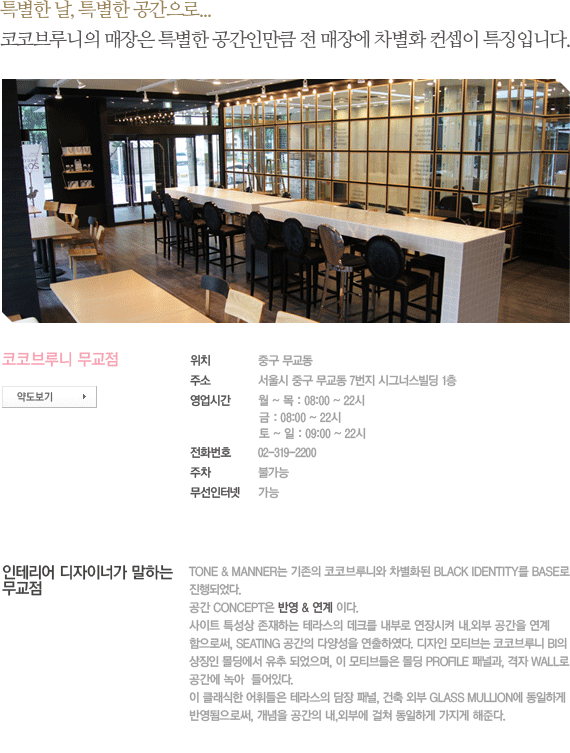 특별한 날, 특별한 공간으로...
코코브루니의 매장은 특별한 공간인만큼 전 매장에 차별화 컨셉이 특징입니다.
코코브루니 무교점
약도보기
위치 중구 무교동
주소 서울시 중구 무교동 7번지 시그너스빌딩 1층
영업시간 월 ~ 목 : 08:00 ~ 22시
금 : 08:00 ~ 22시
토 ~ 일 : 09:00 ~ 22시
전화번호 02-319-2200
주차 불가능
무선인터넷 가능
인테리어 디자이너가 말하는
무교점
TONE & MANNER는 기존의 코코브루니와 차별화된 BLACK IDENTITY를 BASE로
진행되었다.
공간 CONCEPT은 반영 & 연계 이다.
사이트 특성상 존재하는 테라스의 데크를 내부로 연장시켜 내.외부 공간을 연계
함으로써, SEATING 공간의 다양성을 연출하였다. 디자인 모티브는 코코브루니 BI의
상징인 몰딩에서 유추 되었으며, 이 모티브들은 몰딩 PROFILE 패널과, 격자 WALL로
공간에 녹아 들어있다.
이 클래식한 어휘들은 테라스의 담장 패널, 건축 외부 GLASS MULLION에 동일하게
반영됨으로써, 개념을 공간의 내,외부에 걸쳐 동일하게 가지게 해준다.